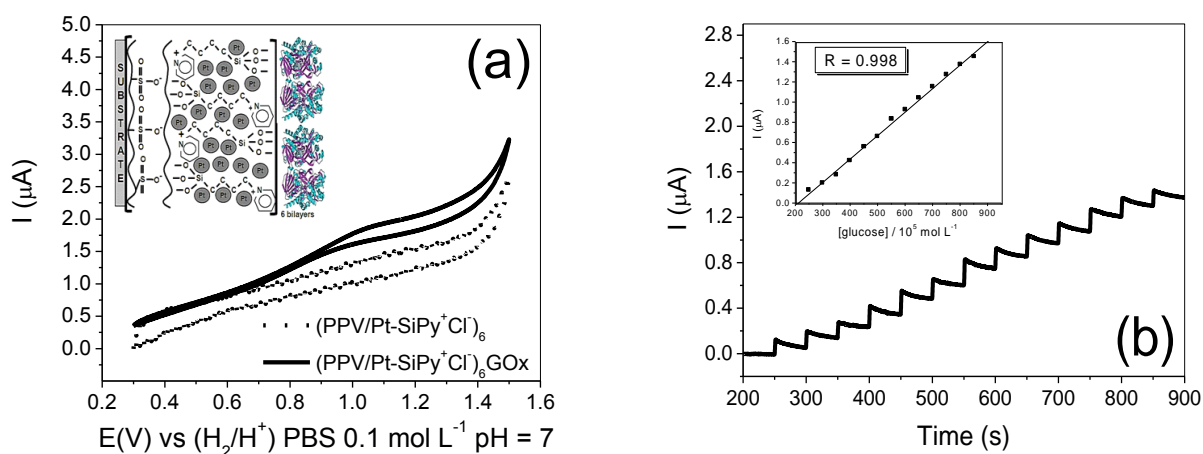 (a)
5.0
4.5
4.0
3.5
3.0
2.5
2.0
1.5
1.0
0.5
0.0
I (μA)
SUBSTRATE
6 bilayers
(PPV/Pt-SiPy⁺Cl⁻)₆
(PPV/Pt-SiPy⁺Cl⁻)₆GOx
0.2 0.4 0.6 0.8 1.0 1.2 1.4 1.6
E(V) vs (H₂/H⁺) PBS 0.1 mol L⁻¹ pH = 7
2.8
2.4
2.0
1.6
1.2
0.8
0.4
0.0
I (μA)
R = 0.998
1.6
1.4
1.2
1.0
0.8
0.6
0.4
0.2
0.0
I (μA)
200 300 400 500 600 700 800 900
[glucose] / 10⁵ mol L⁻¹
(b)
200 300 400 500 600 700 800 900
Time (s)